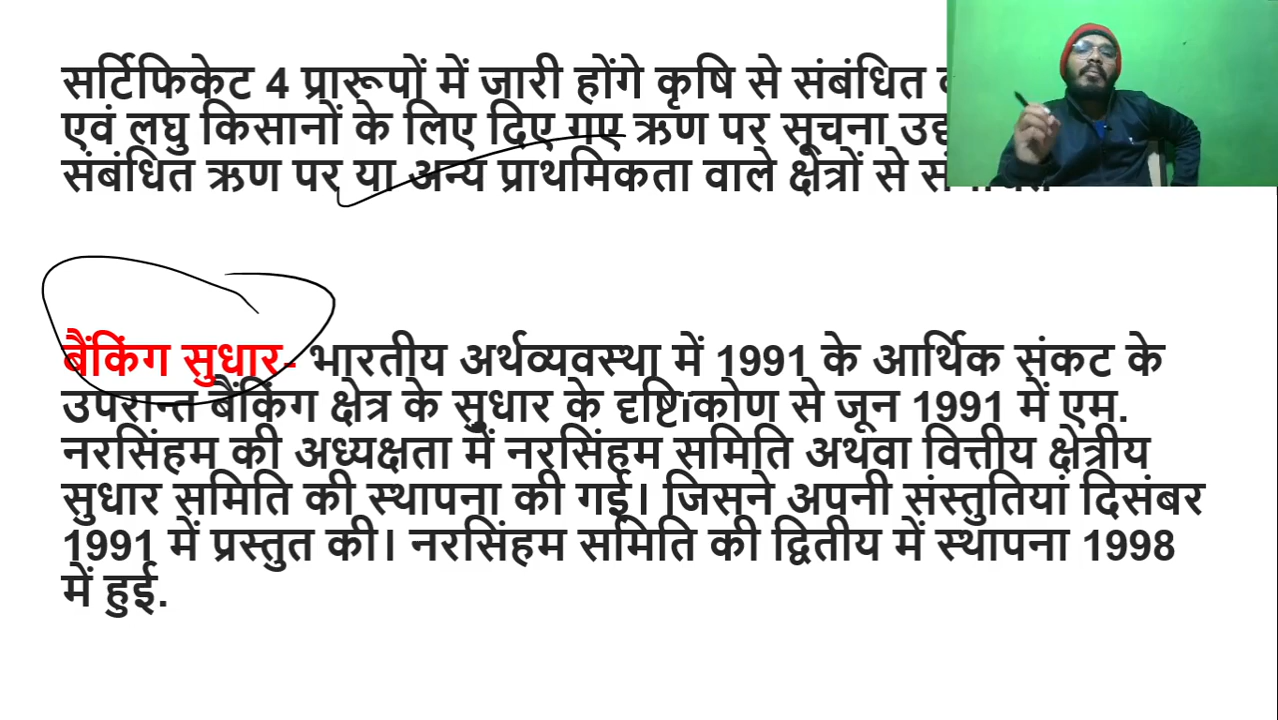 सर्टिफिकेट 4 प्रारूपों में जारी होंगे कृषि से संबंधित
एवं लघु किसानों के लिए दिए गए ऋण पर सूचना
संबंधित ऋण पर या अन्य प्राथमिकता वाले क्षेत्रों से
बैंकिंग सुधार- भारतीय अर्थव्यवस्था में 1991 के आर्थिक संकट के
उपरान्त बैंकिंग क्षेत्र के सुधार के दृष्टिiकोण से जून 1991 में एम.
नरसिंहम की अध्यक्षता में नरसिंहम समिति अथवा वित्तीय क्षेत्रीय
सुधार समिति की स्थापना की गई। जिसने अपनी संस्तुतियां दिसंबर
1991 में प्रस्तुत की। नरसिंहम समिति की द्वितीय में स्थापना 1998
में हुई.